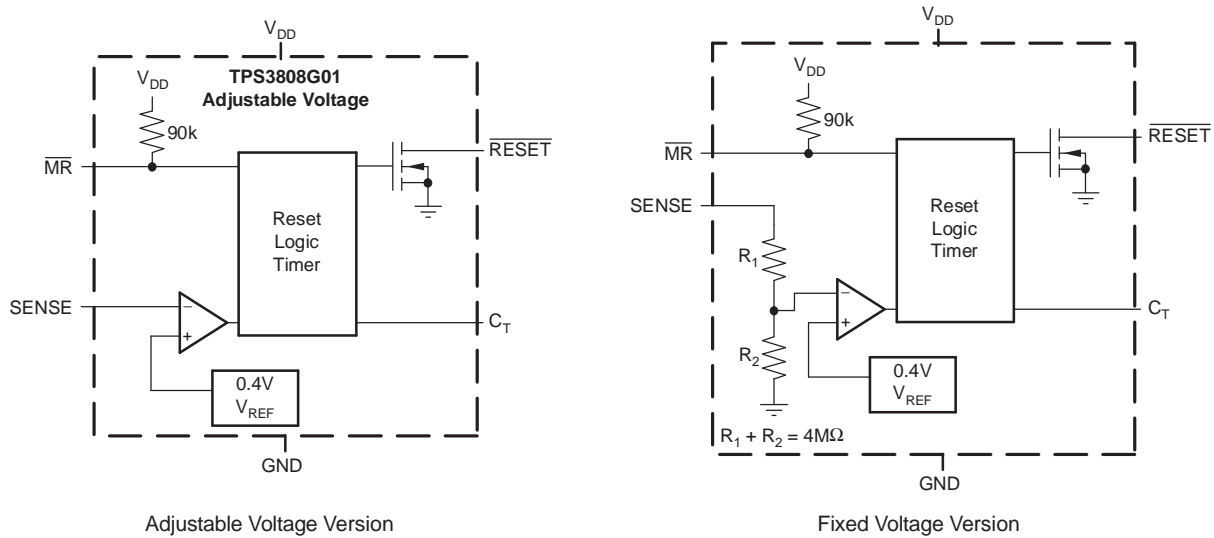 V_DD
V_DD
TPS3808G01
Adjustable Voltage
90k
MR
RESET
Reset
Logic
Timer
SENSE
−
+
C_T
0.4V
V_REF
GND
Adjustable Voltage Version
V_DD
V_DD
90k
MR
RESET
SENSE
Reset
Logic
Timer
R_1
−
+
C_T
R_2
0.4V
V_REF
R_1 + R_2 = 4MΩ
GND
Fixed Voltage Version